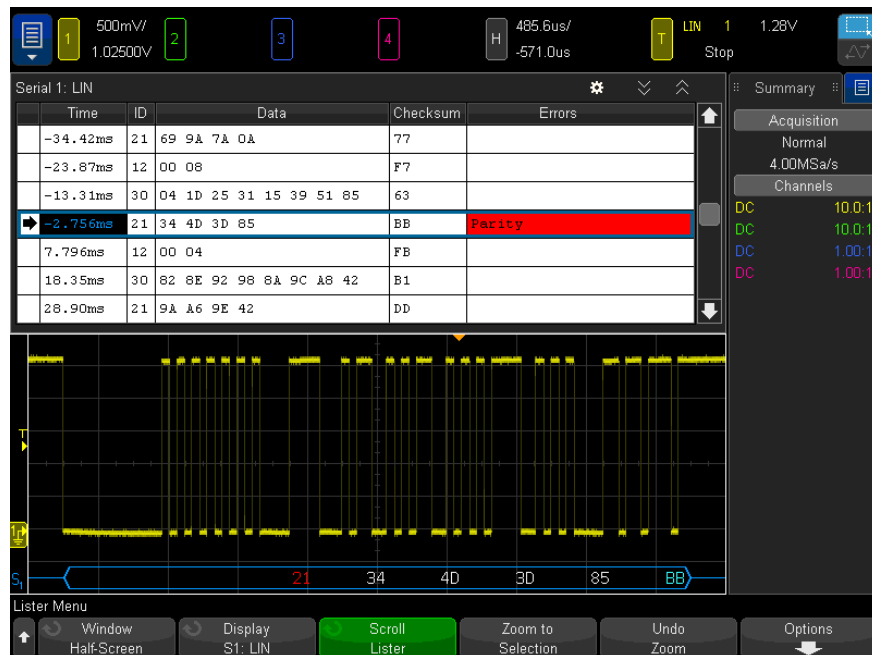 1 500mV/ 2 3 4 H 485.6us/ T LIN 1 1.28V
1.02500V -571.0us Stop
Serial 1: LIN
Time ID Data Checksum Errors
-34.42ms 21 69 9A 7A 0A 77
-23.87ms 12 00 08 F7
-13.31ms 30 04 1D 25 31 15 39 51 85 63
-2.756ms 21 34 4D 3D 85 BB Parity
7.796ms 12 00 04 FB
18.35ms 30 82 8E 92 98 8A 9C A8 42 B1
28.90ms 21 9A A6 9E 42 DD
Summary
Acquisition
Normal
4.00MSa/s
Channels
DC 10.0:1
DC 10.0:1
DC 1.00:1
DC 1.00:1
T
1
S1 21 34 4D 3D 85 BB
Lister Menu
Window Half-Screen
Display S1: LIN
Scroll Lister
Zoom to Selection
Undo Zoom
Options